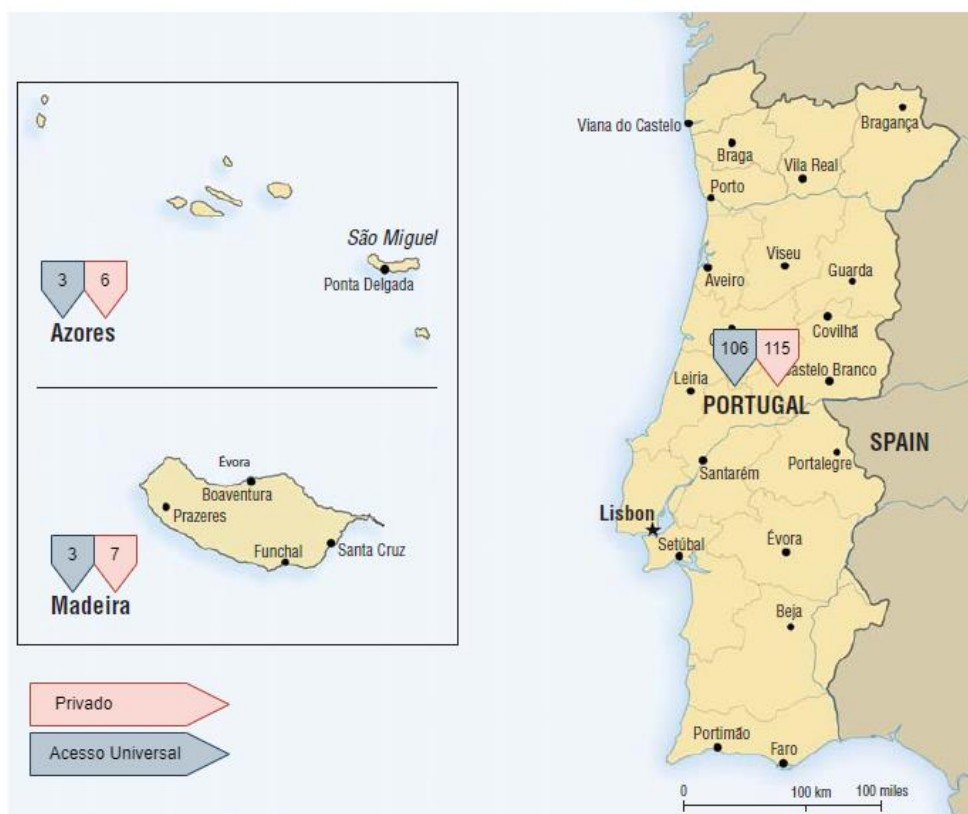 São Miguel
Ponta Delgada
3
6
Azores
Évora
Boaventura
Prazeres
Funchal
Santa Cruz
3
7
Madeira
Privado
Acesso Universal
Viana do Castelo
Bragança
Braga
Vila Real
Porto
Viseu
Aveiro
Guarda
Covilhã
106
115
Castelo Branco
Leiria
PORTUGAL
SPAIN
Santarém
Portalegre
Lisbon
Setúbal
Évora
Beja
Portimão
Faro
0
100 km
100 miles